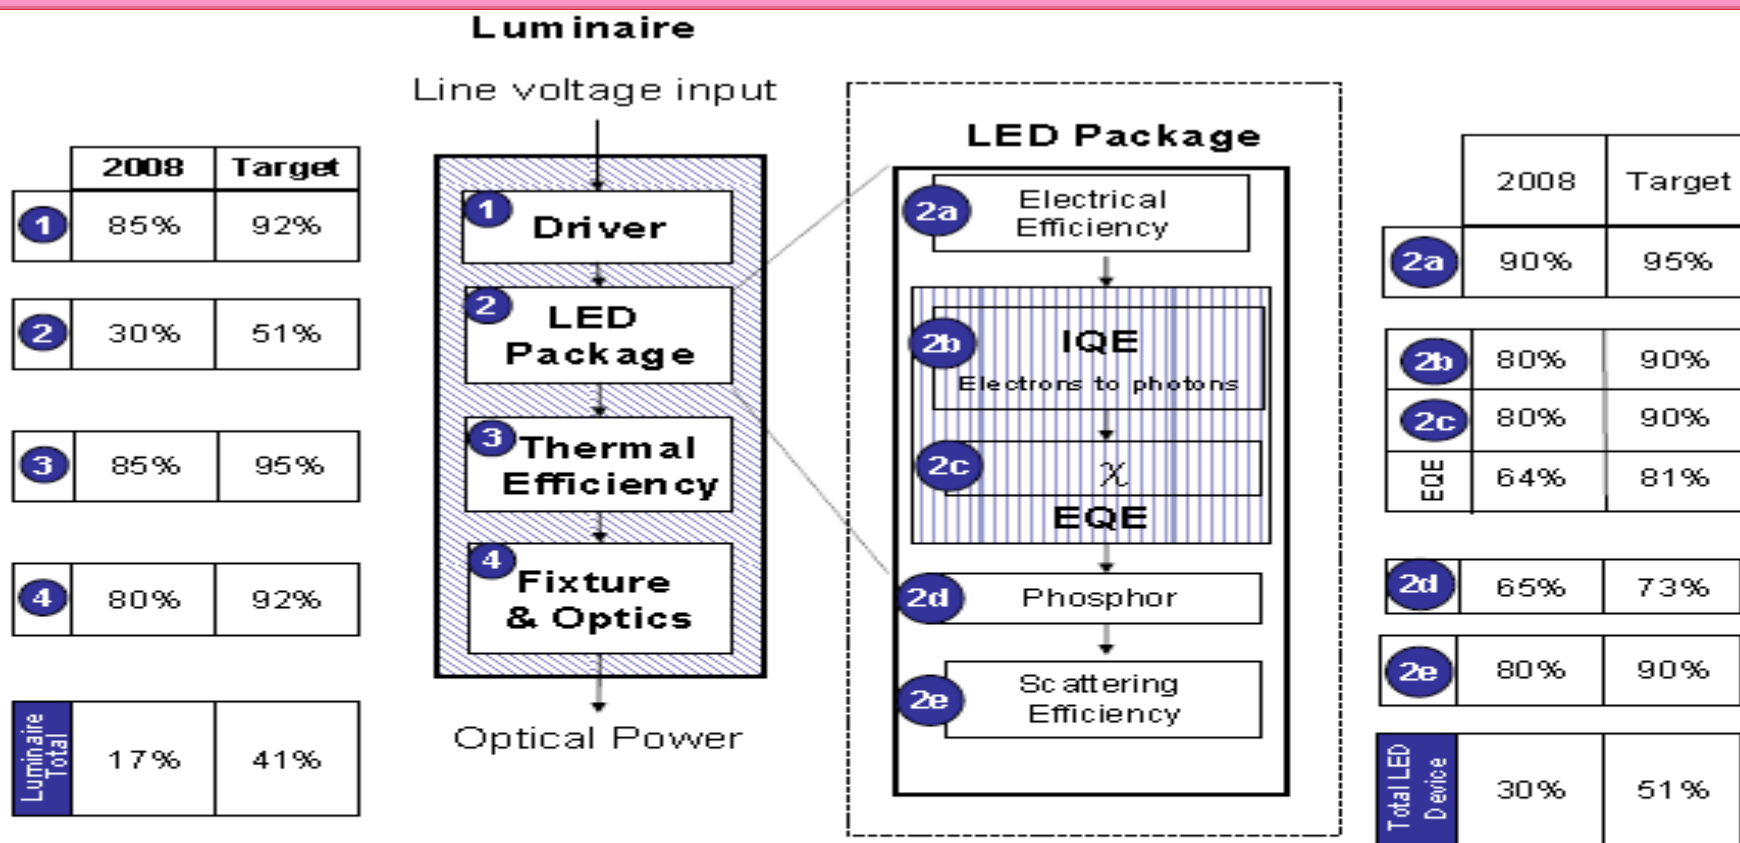 Luminaire
Line voltage input
2008 Target
1 85% 92%
2 30% 51%
3 85% 95%
4 80% 92%
Luminaire Total 17% 41%
1 Driver
2 LED
Package
3 Thermal
Efficiency
4 Fixture
& Optics
Optical Power
LED Package
2a Electrical
Efficiency
2b IQE
Electrons to photons
2c χ
EQE
2d Phosphor
2e Scattering
Efficiency
2008 Target
2a 90% 95%
2b 80% 90%
2c 80% 90%
EQE 64% 81%
2d 65% 73%
2e 80% 90%
Total LED Device 30% 51%